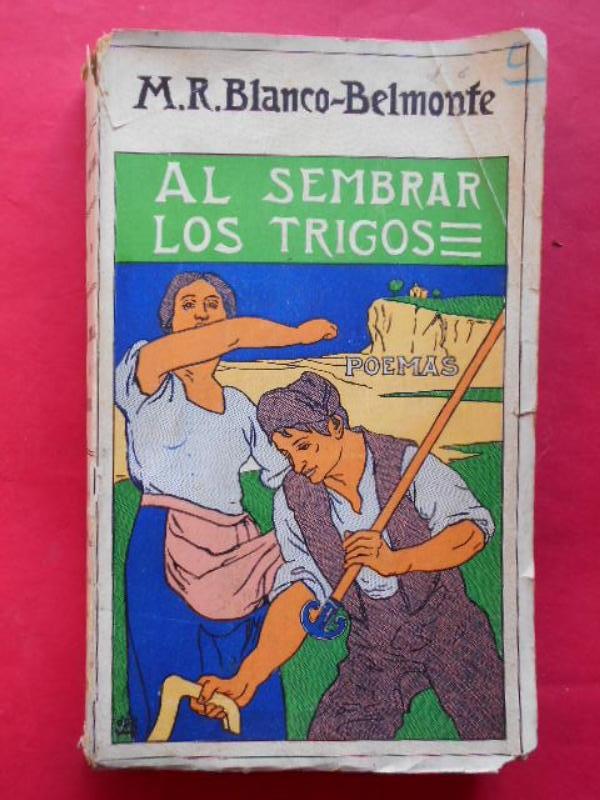 M.R.Blanco-Belmonte
AL SEMBRAR
LOS TRIGOS
POEMAS